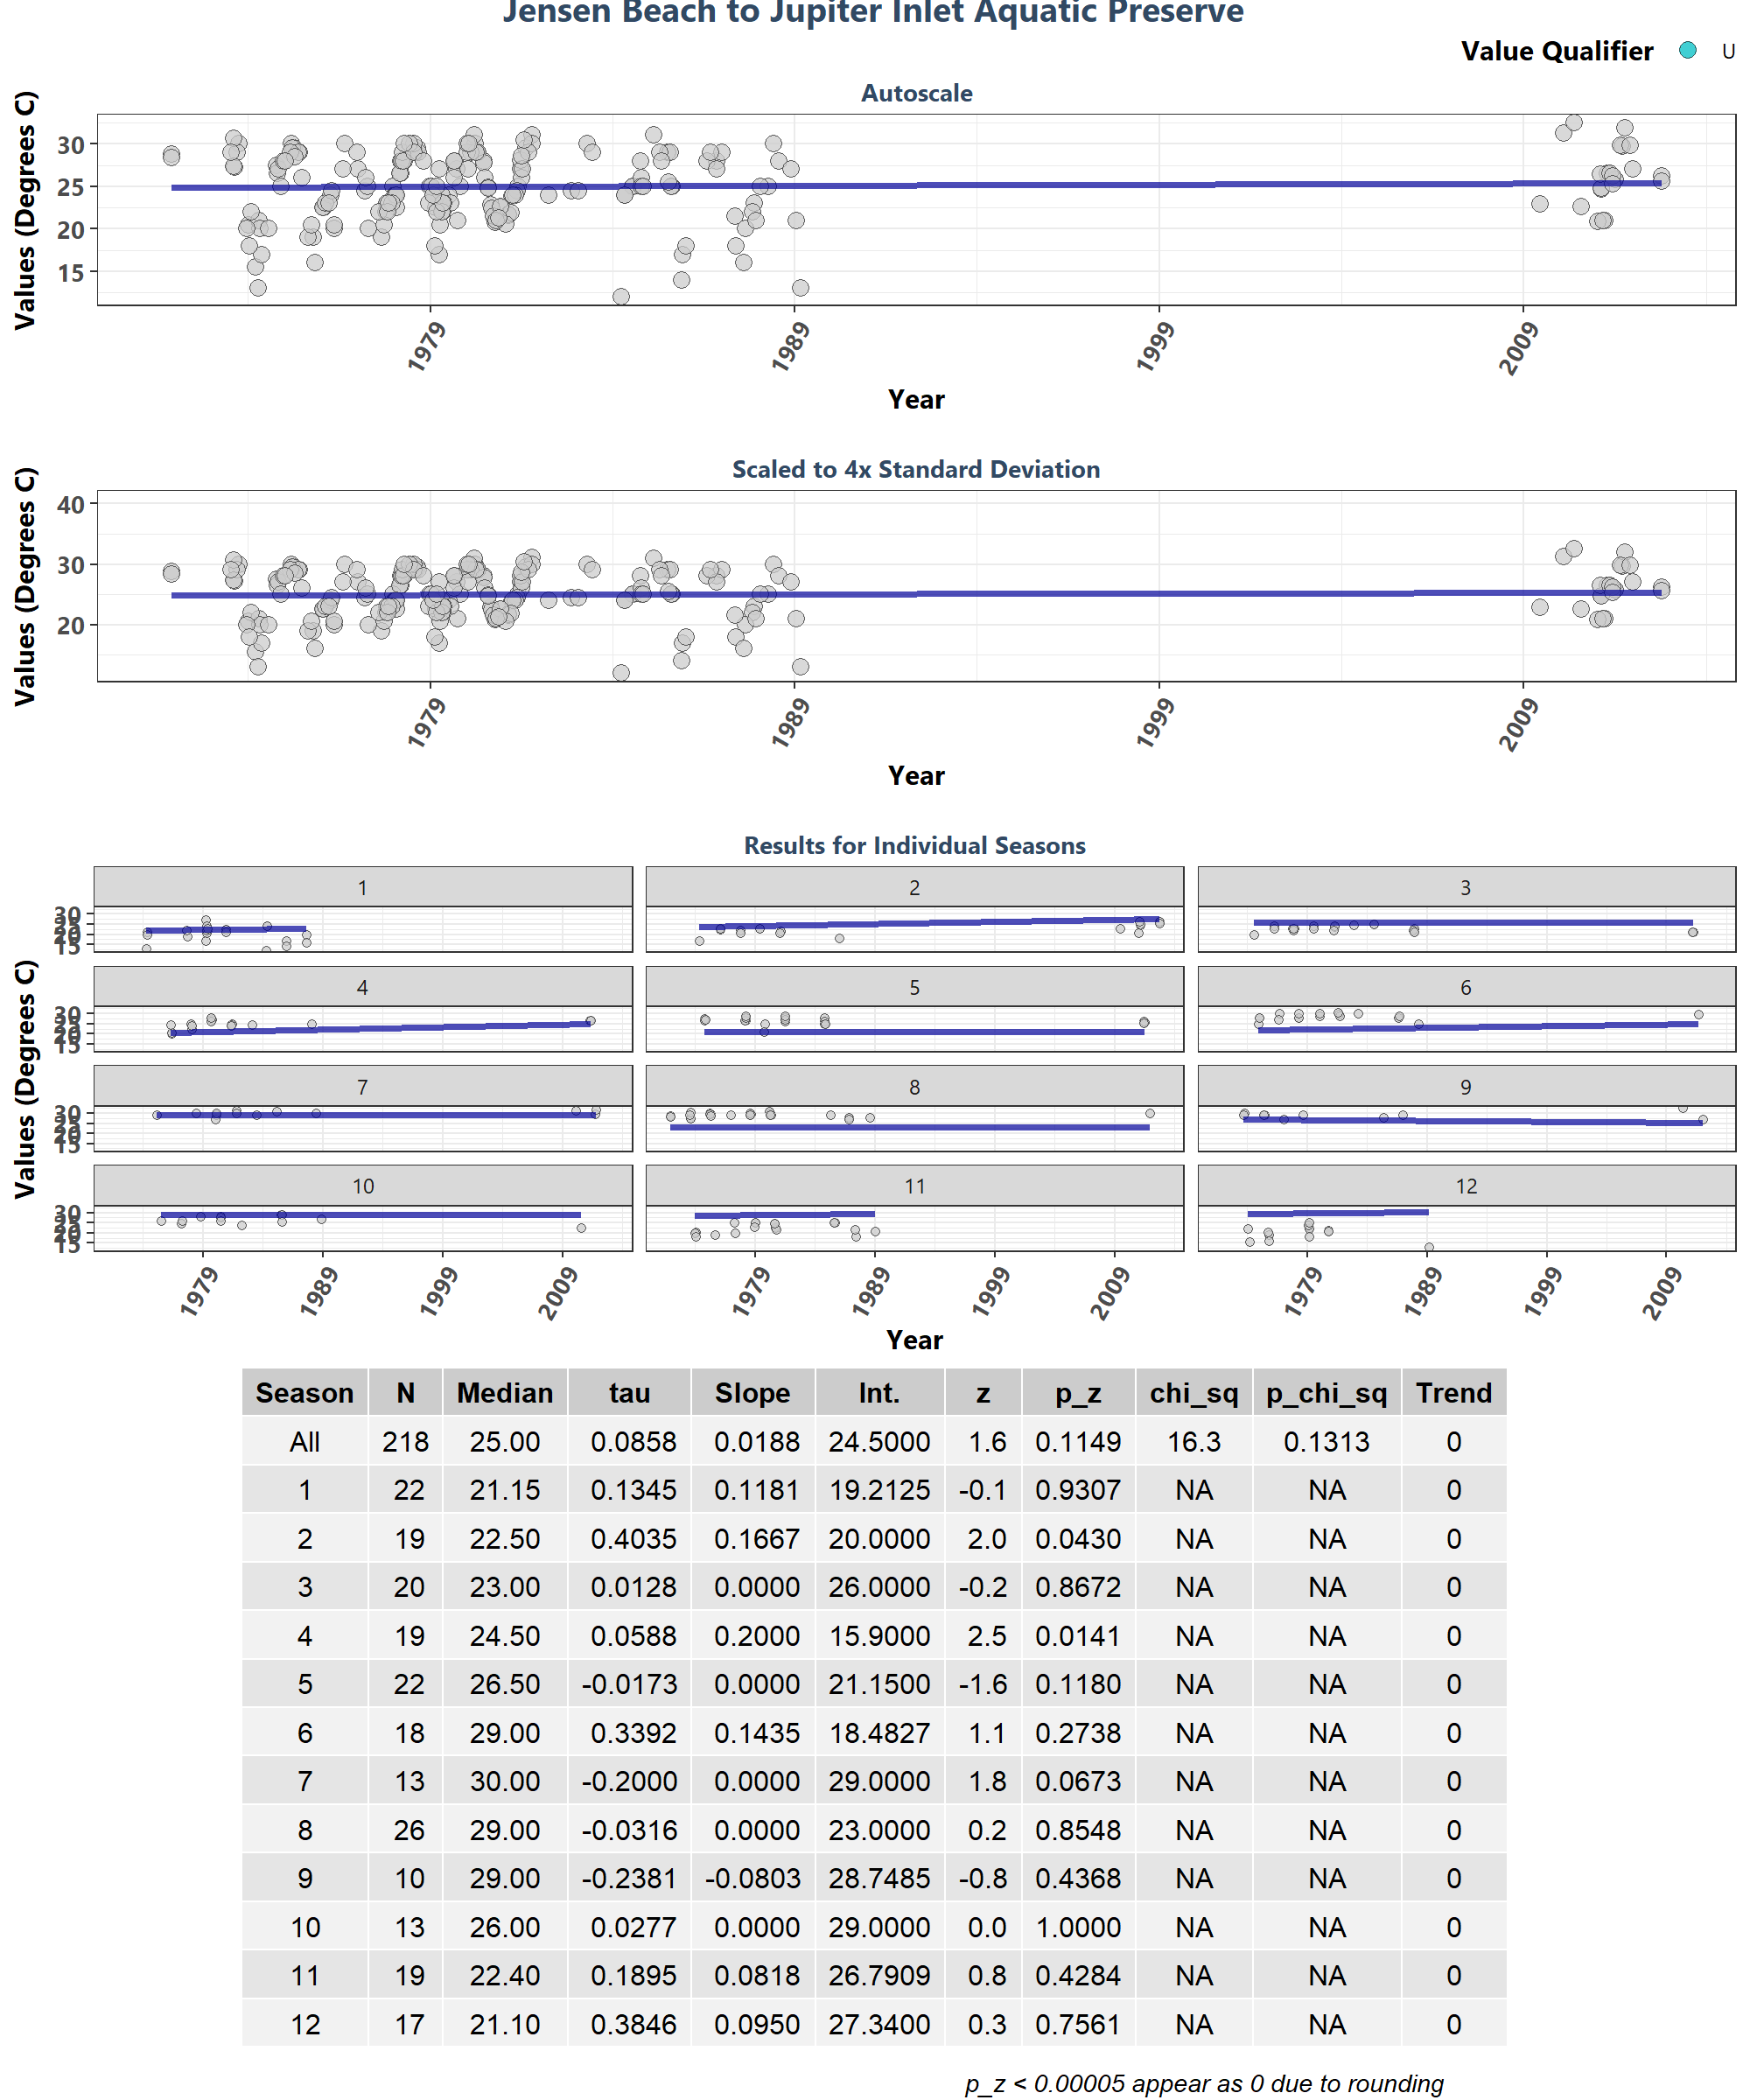 Jensen Beach to Jupiter Inlet Aquatic Preserve
Value Qualifier U
Autoscale
Values (Degrees C)
30
25
20
15
1979 1989 1999 2009
Year
Scaled to 4x Standard Deviation
Values (Degrees C)
40
30
20
1979 1989 1999 2009
Year
Results for Individual Seasons
Values (Degrees C)
1 2 3
30
25
20
15
4 5 6
30
25
20
15
7 8 9
30
25
20
15
10 11 12
30
25
20
15
1979 1989 1999 2009 1979 1989 1999 2009 1979 1989 1999 2009
Year
Season N Median tau Slope Int. z p_z chi_sq p_chi_sq Trend
All 218 25.00 0.0858 0.0188 24.5000 1.6 0.1149 16.3 0.1313 0
1 22 21.15 0.1345 0.1181 19.2125 -0.1 0.9307 NA NA 0
2 19 22.50 0.4035 0.1667 20.0000 2.0 0.0430 NA NA 0
3 20 23.00 0.0128 0.0000 26.0000 -0.2 0.8672 NA NA 0
4 19 24.50 0.0588 0.2000 15.9000 2.5 0.0141 NA NA 0
5 22 26.50 -0.0173 0.0000 21.1500 -1.6 0.1180 NA NA 0
6 18 29.00 0.3392 0.1435 18.4827 1.1 0.2738 NA NA 0
7 13 30.00 -0.2000 0.0000 29.0000 1.8 0.0673 NA NA 0
8 26 29.00 -0.0316 0.0000 23.0000 0.2 0.8548 NA NA 0
9 10 29.00 -0.2381 -0.0803 28.7485 -0.8 0.4368 NA NA 0
10 13 26.00 0.0277 0.0000 29.0000 0.0 1.0000 NA NA 0
11 19 22.40 0.1895 0.0818 26.7909 0.8 0.4284 NA NA 0
12 17 21.10 0.3846 0.0950 27.3400 0.3 0.7561 NA NA 0
p_z < 0.00005 appear as 0 due to rounding